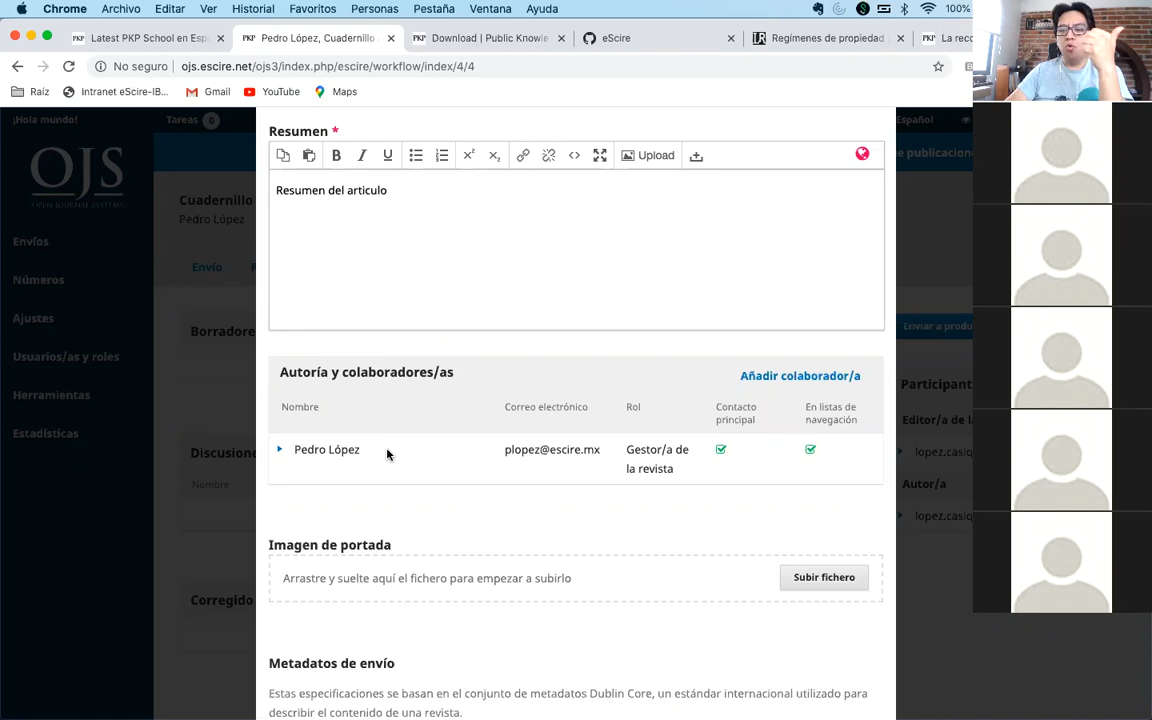 Chrome Archivo Editar Ver Historial Favoritos Personas Pestaña Ventana Ayuda 100%
Latest PKP School en Esp
Pedro López, Cuadernillo
Download | Public Knowle
eScire
Regímenes de propiedad
La reco
No seguro ojs.escire.net/ojs3/index.php/escire/workflow/index/4/4
Raíz Intranet eScire-IB... Gmail YouTube Maps
¡Hola mundo! Tareas 0 Español
OJS
OPEN JOURNAL SYSTEMS
Envíos
Números
Ajustes
Usuarios/as y roles
Herramientas
Estadísticas
Cuadernillo
Pedro López
Envío
Borradore
Discusione
Nombre
Corregido
Resumen *
Upload
Resumen del articulo
Autoría y colaboradores/as
Añadir colaborador/a
Nombre Correo electrónico Rol Contacto principal En listas de navegación
Pedro López plopez@escire.mx Gestor/a de
la revista
Imagen de portada
Arrastre y suelte aquí el fichero para empezar a subirlo Subir fichero
Metadatos de envío
Estas especificaciones se basan en el conjunto de metadatos Dublin Core, un estándar internacional utilizado para
describir el contenido de una revista.
e publicacione
Enviar a produ
Participant
Editor/a de la
lopez.casiq
Autor/a
lopez.casiq